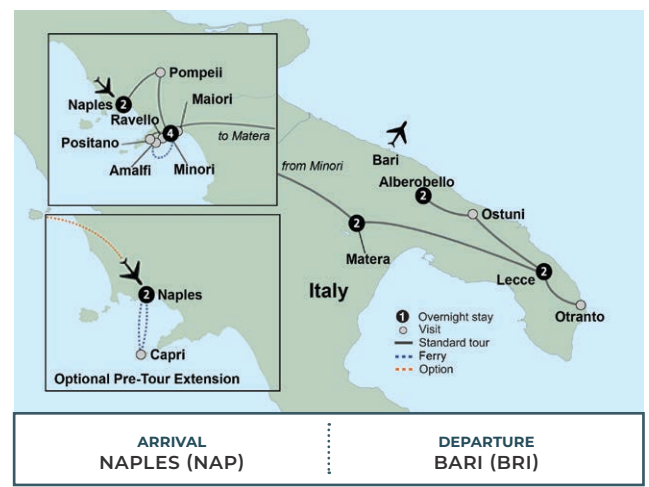 Pompeii
Naples 2
Maiori
Ravello
4
Positano
to Matera
Amalfi
Minori
from Minori
Bari
Alberobello
2
Ostuni
2
Matera
Lecce 2
Otranto
Italy
2 Naples
Capri
Optional Pre-Tour Extension
1 Overnight stay
Visit
Standard tour
Ferry
Option
ARRIVAL
NAPLES (NAP)
DEPARTURE
BARI (BRI)